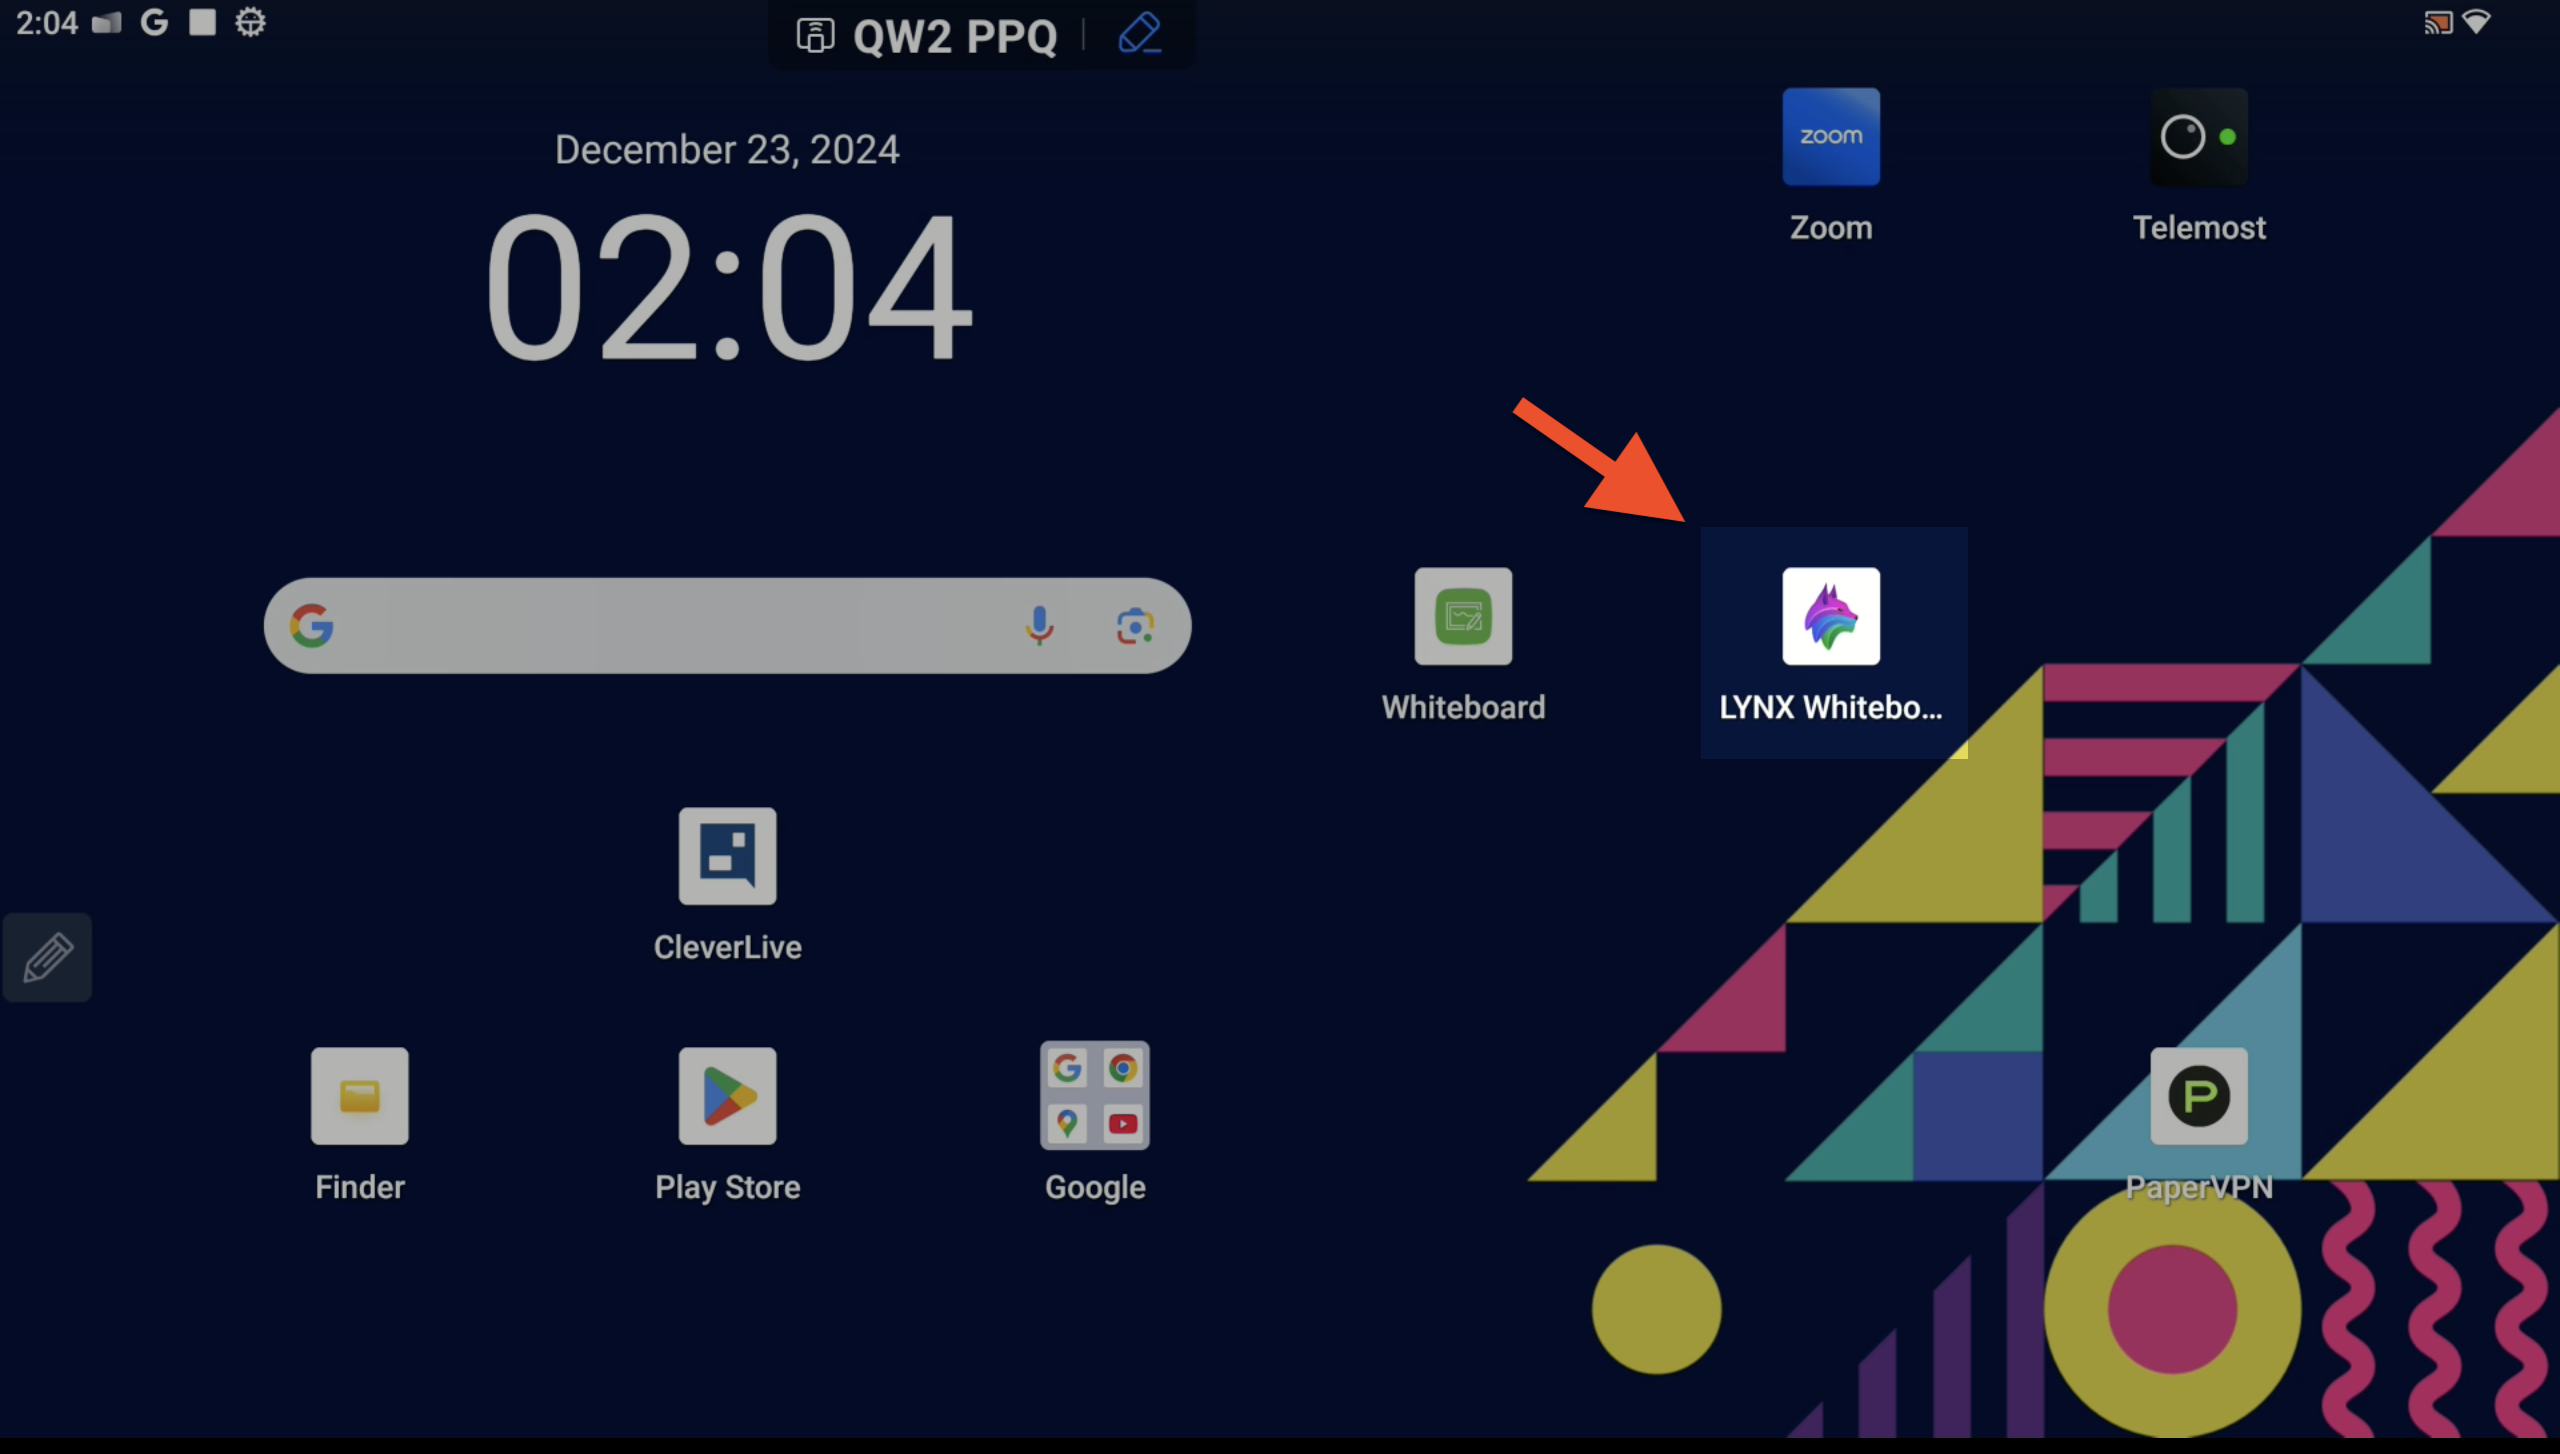 2:04
QW2 PPQ
December 23, 2024
02:04
zoom
Zoom
Telemost
Whiteboard
LYNX Whitebo...
CleverLive
Finder
Play Store
Google
PaperVPN